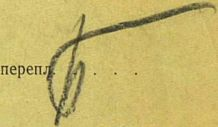 перепл. . . . .